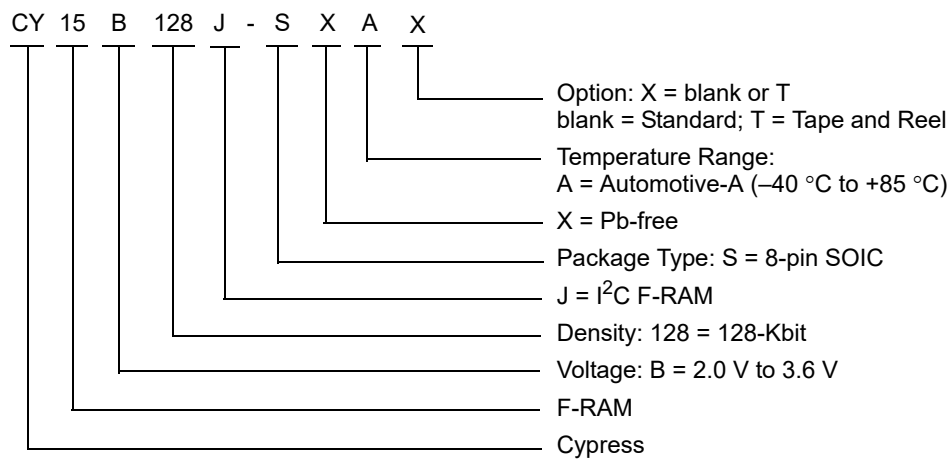 CY 15 B 128 J - S X A X
Option: X = blank or T
blank = Standard; T = Tape and Reel
Temperature Range:
A = Automotive-A (–40 °C to +85 °C)
X = Pb-free
Package Type: S = 8-pin SOIC
J = I²C F-RAM
Density: 128 = 128-Kbit
Voltage: B = 2.0 V to 3.6 V
F-RAM
Cypress